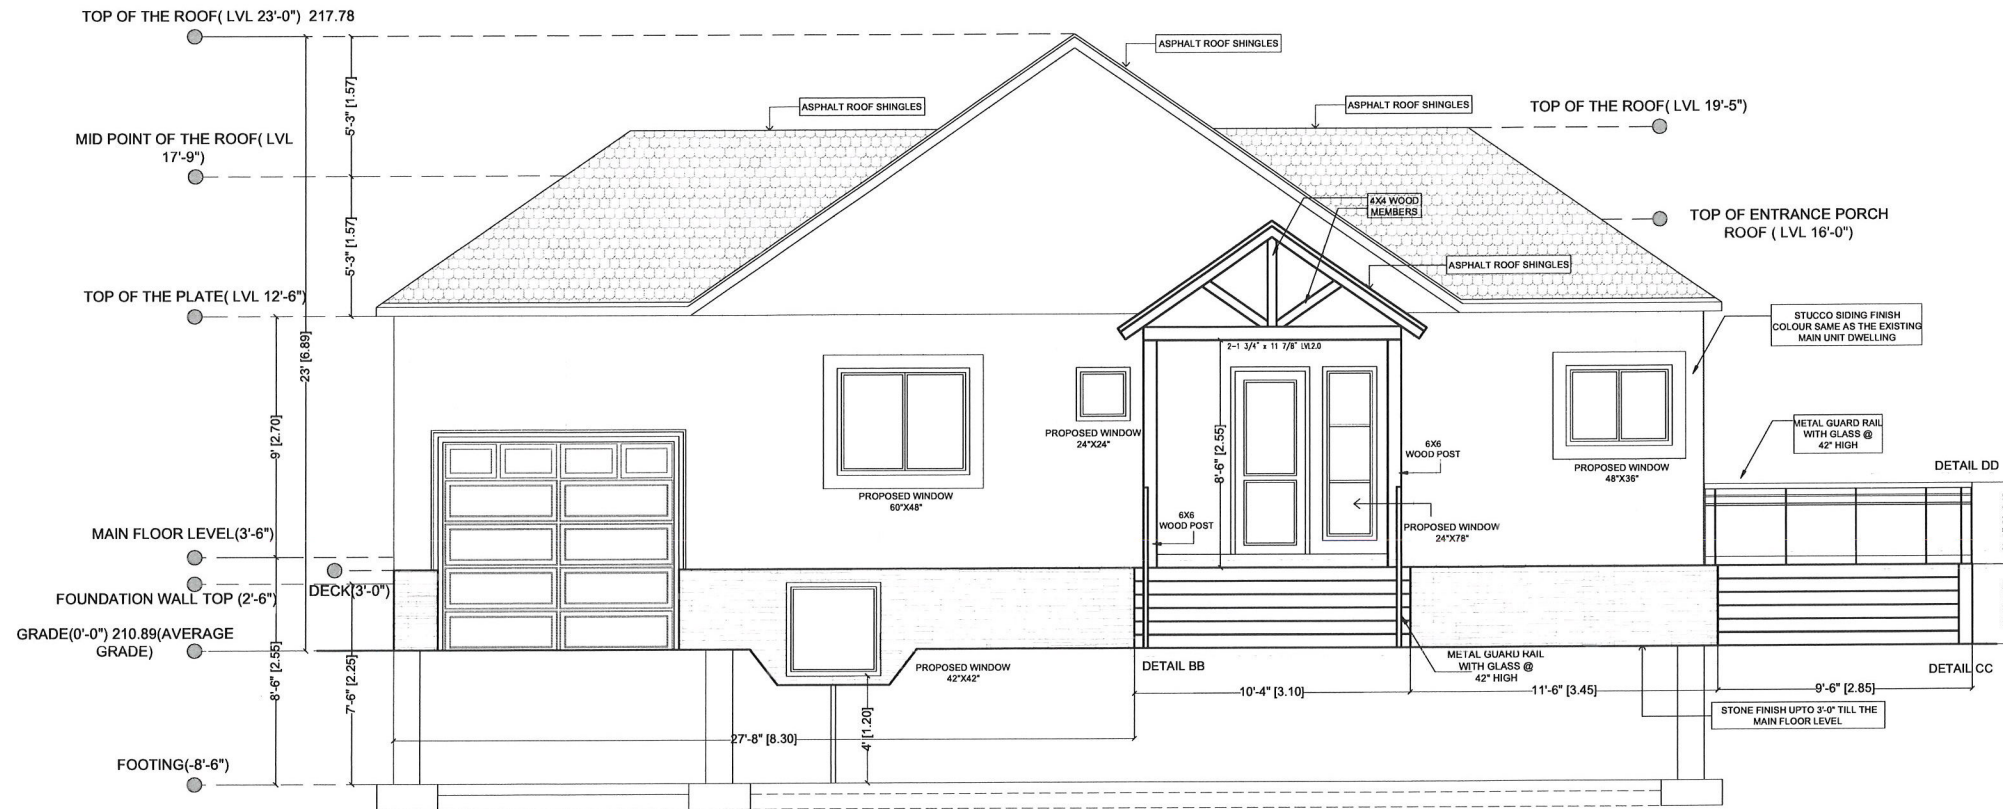 TOP OF THE ROOF( LVL 23'-0") 217.78
ASPHALT ROOF SHINGLES
5'-3" [1.57]
ASPHALT ROOF SHINGLES
ASPHALT ROOF SHINGLES
TOP OF THE ROOF( LVL 19'-5")
MID POINT OF THE ROOF( LVL
17'-9")
4X4 WOOD
MEMBERS
TOP OF ENTRANCE PORCH
ROOF ( LVL 16'-0")
5'-3" [1.57]
ASPHALT ROOF SHINGLES
TOP OF THE PLATE( LVL 12'-6")
STUCCO SIDING FINISH
COLOUR SAME AS THE EXISTING
MAIN UNIT DWELLING
23' [6.89]
2-1 3/4" x 11 7/8" LVL2.0
9' [2.70]
PROPOSED WINDOW
24"X24"
8'-6" [2.55]
6X6
WOOD POST
METAL GUARD RAIL
WITH GLASS @
42" HIGH
PROPOSED WINDOW
48"X36"
DETAIL DD
PROPOSED WINDOW
60"X48"
6X6
WOOD POST
PROPOSED WINDOW
24"X78"
MAIN FLOOR LEVEL(3'-6")
DECK(3'-0")
FOUNDATION WALL TOP (2'-6")
GRADE(0'-0") 210.89(AVERAGE
GRADE)
8'-6" [2.55]
7'-6" [2.25]
PROPOSED WINDOW
42"X42"
DETAIL BB
METAL GUARD RAIL
WITH GLASS @
42" HIGH
DETAIL CC
10'-4" [3.10]
11'-6" [3.45]
9'-6" [2.85]
STONE FINISH UPTO 3'-0" TILL THE
MAIN FLOOR LEVEL
27'-8" [8.30]
4' [1.20]
FOOTING(-8'-6")